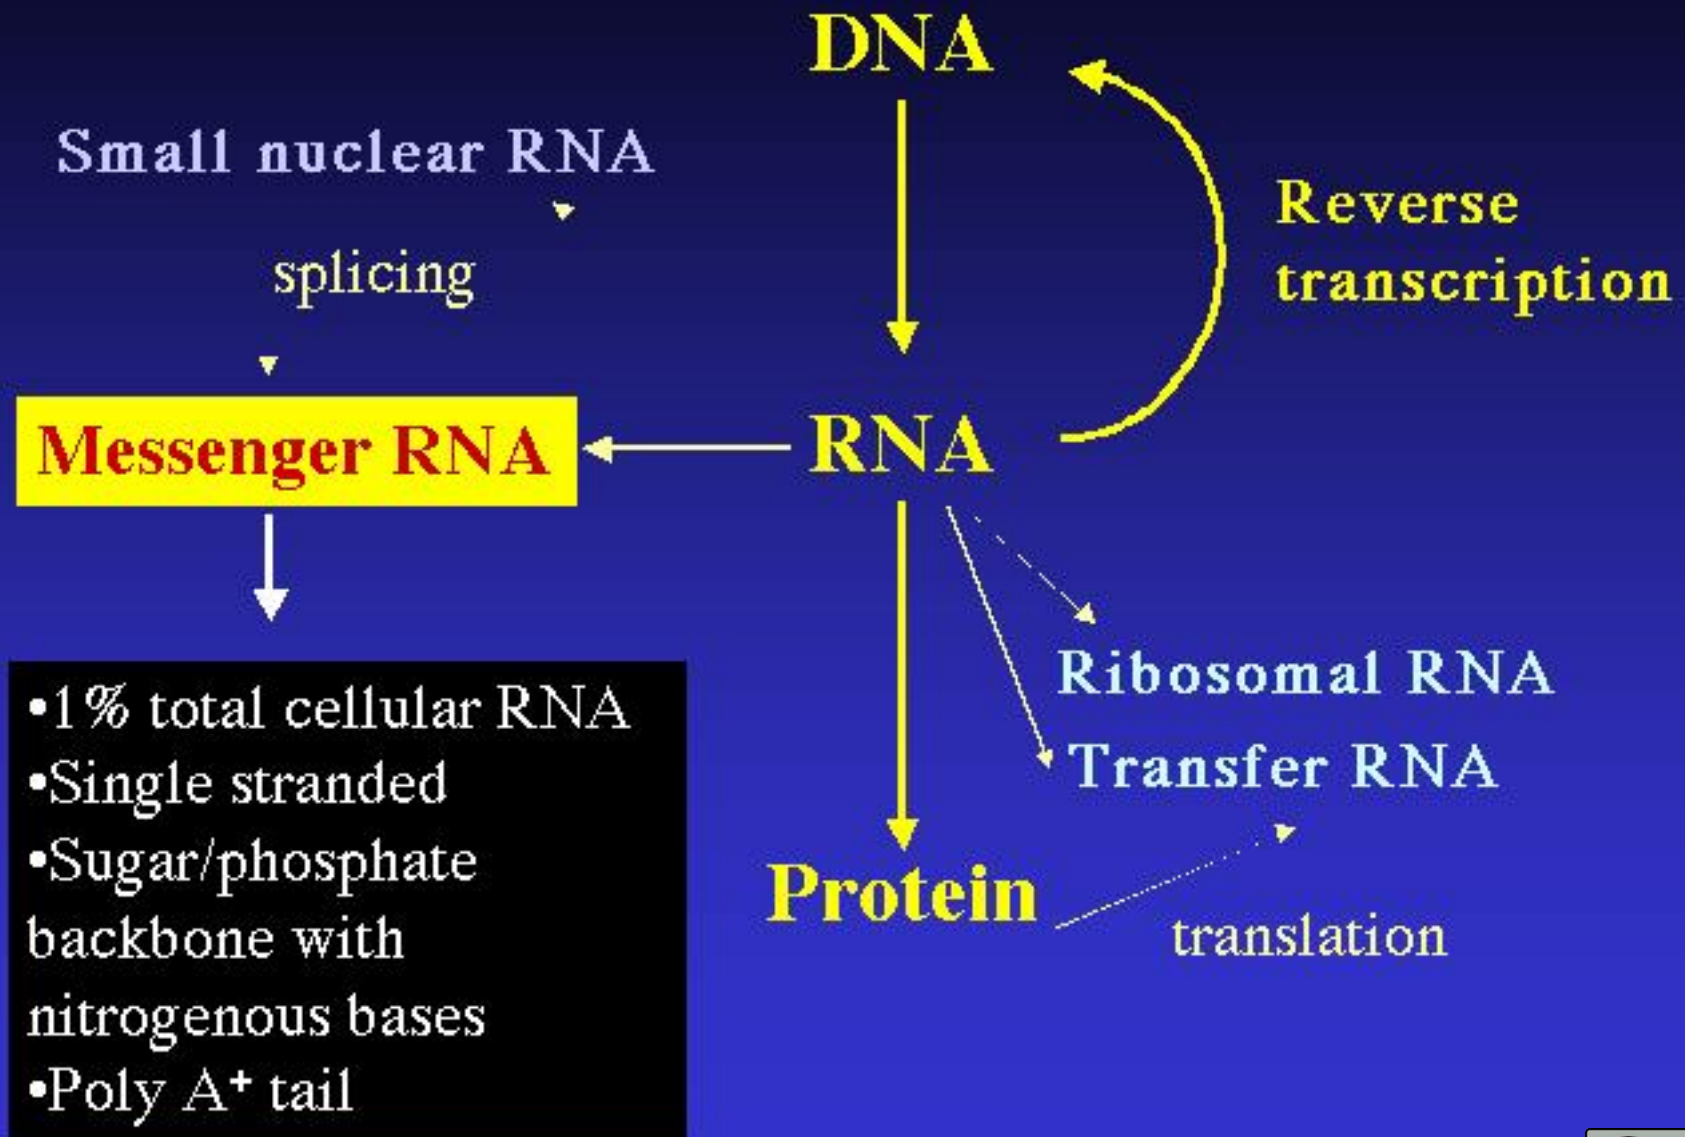 DNA
Small nuclear RNA
Reverse
transcription
splicing
Messenger RNA
RNA
Ribosomal RNA
Transfer RNA
Protein
translation
•1% total cellular RNA
•Single stranded
•Sugar/phosphate
backbone with
nitrogenous bases
•Poly A⁺ tail